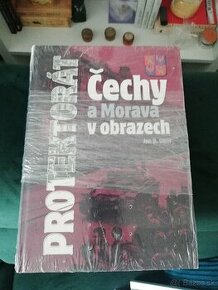 PROTEKTORÁT
Čechy
a Morava
v obrazech